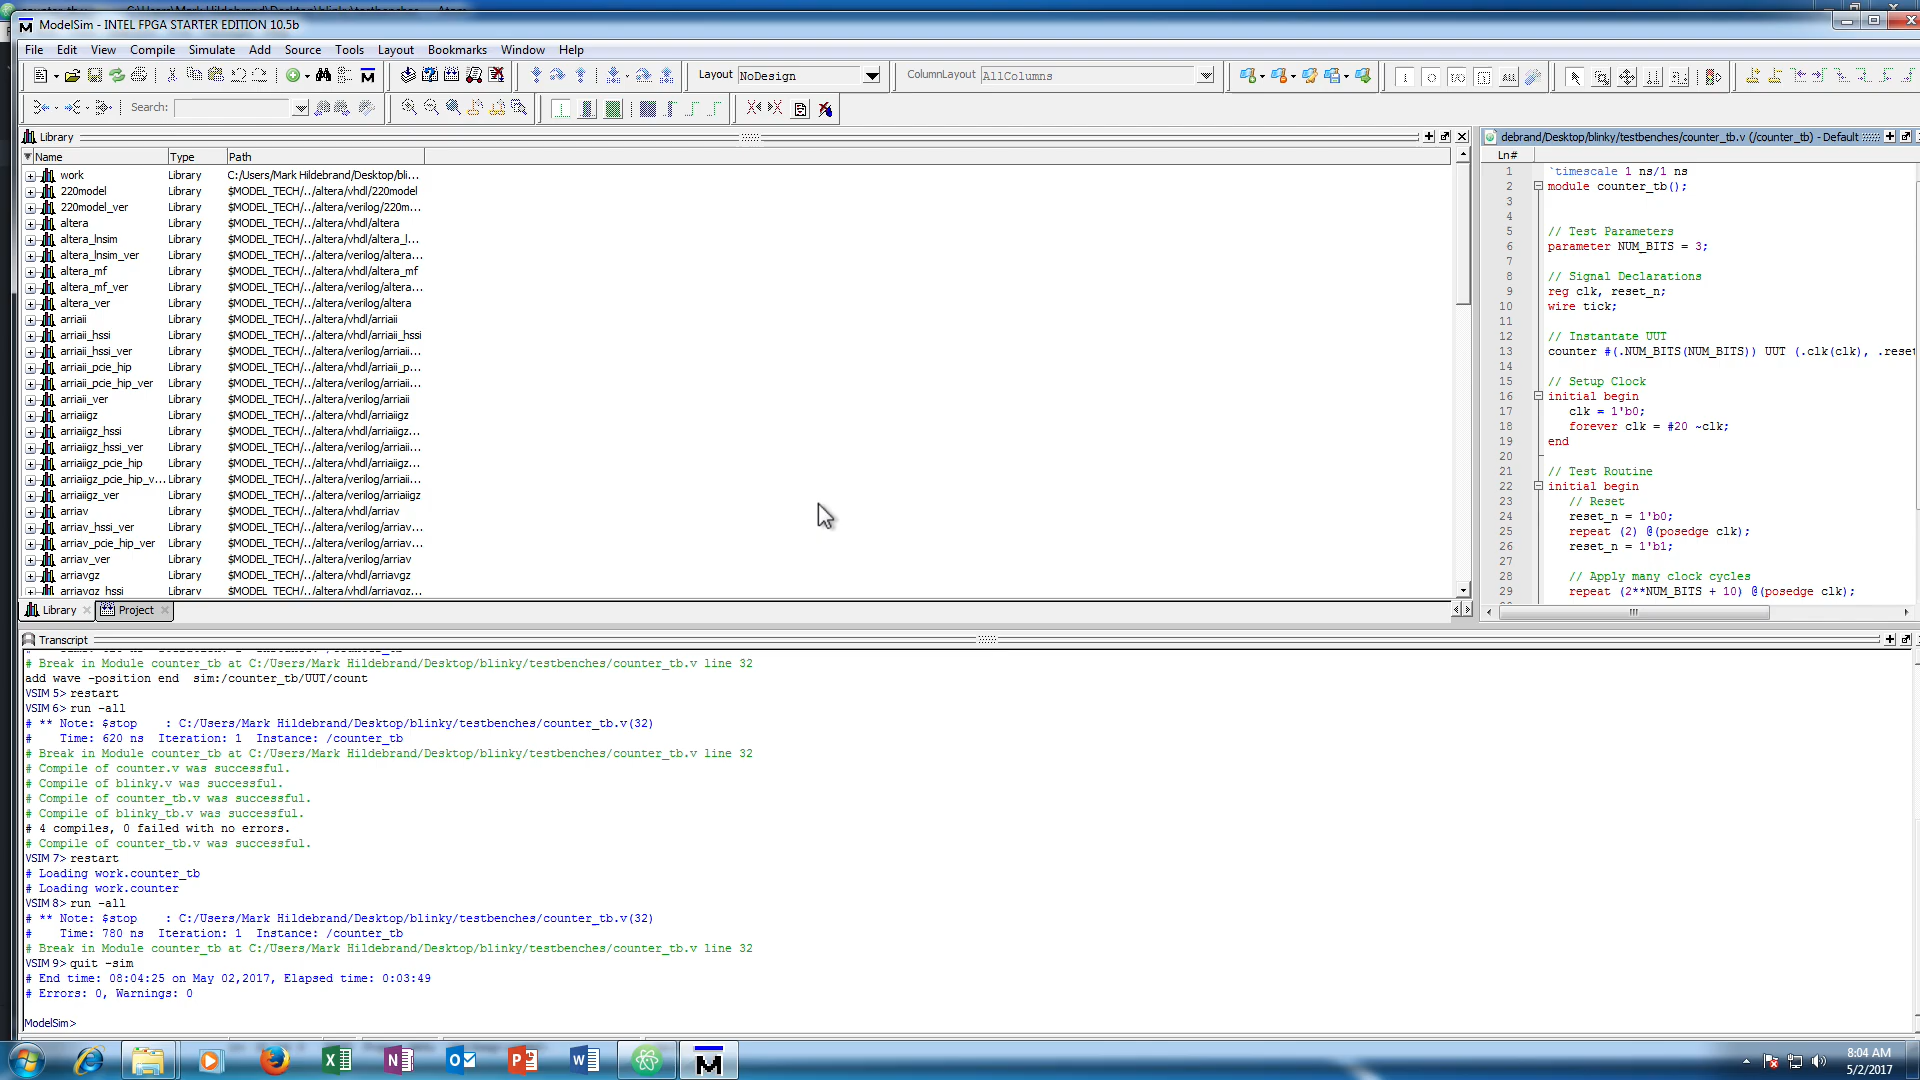 ModelSim - INTEL FPGA STARTER EDITION 10.5b
File Edit View Compile Simulate Add Source Tools Layout Bookmarks Window Help
Layout NoDesign
ColumnLayout AllColumns
Search:
Library
Name Type Path
work Library C:/Users/Mark Hildebrand/Desktop/bli...
220model Library $MODEL_TECH/../altera/vhdl/220model
220model_ver Library $MODEL_TECH/../altera/verilog/220m...
altera Library $MODEL_TECH/../altera/vhdl/altera
altera_lnsim Library $MODEL_TECH/../altera/vhdl/altera_l...
altera_lnsim_ver Library $MODEL_TECH/../altera/verilog/altera...
altera_mf Library $MODEL_TECH/../altera/vhdl/altera_mf
altera_mf_ver Library $MODEL_TECH/../altera/verilog/altera...
altera_ver Library $MODEL_TECH/../altera/verilog/altera
arriaii Library $MODEL_TECH/../altera/vhdl/arriaii
arriaii_hssi Library $MODEL_TECH/../altera/vhdl/arriaii_hssi
arriaii_hssi_ver Library $MODEL_TECH/../altera/verilog/arriaii...
arriaii_pcie_hip Library $MODEL_TECH/../altera/vhdl/arriaii_p...
arriaii_pcie_hip_ver Library $MODEL_TECH/../altera/verilog/arriaii...
arriaii_ver Library $MODEL_TECH/../altera/verilog/arriaii
arriaiigz Library $MODEL_TECH/../altera/vhdl/arriaiigz
arriaiigz_hssi Library $MODEL_TECH/../altera/vhdl/arriaiigz...
arriaiigz_hssi_ver Library $MODEL_TECH/../altera/verilog/arriaii...
arriaiigz_pcie_hip Library $MODEL_TECH/../altera/vhdl/arriaiigz...
arriaiigz_pcie_hip_v... Library $MODEL_TECH/../altera/verilog/arriaii...
arriaiigz_ver Library $MODEL_TECH/../altera/verilog/arriaiigz
arriav Library $MODEL_TECH/../altera/vhdl/arriav
arriav_hssi_ver Library $MODEL_TECH/../altera/verilog/arriav...
arriav_pcie_hip_ver Library $MODEL_TECH/../altera/verilog/arriav...
arriav_ver Library $MODEL_TECH/../altera/verilog/arriav
arriavgz Library $MODEL_TECH/../altera/vhdl/arriavgz
arriavgz_hssi Library $MODEL_TECH/../altera/vhdl/arriavgz...
Library Project
debrand/Desktop/blinky/testbenches/counter_tb.v (/counter_tb) - Default
Ln#
1 `timescale 1 ns/1 ns
2 module counter_tb();
3
4
5 // Test Parameters
6 parameter NUM_BITS = 3;
7
8 // Signal Declarations
9 reg clk, reset_n;
10 wire tick;
11
12 // Instantate UUT
13 counter #(.NUM_BITS(NUM_BITS)) UUT (.clk(clk), .reset
14
15 // Setup Clock
16 initial begin
17 clk = 1'b0;
18 forever clk = #20 ~clk;
19 end
20
21 // Test Routine
22 initial begin
23 // Reset
24 reset_n = 1'b0;
25 repeat (2) @(posedge clk);
26 reset_n = 1'b1;
27
28 // Apply many clock cycles
29 repeat (2**NUM_BITS + 10) @(posedge clk);
Transcript
# Break in Module counter_tb at C:/Users/Mark Hildebrand/Desktop/blinky/testbenches/counter_tb.v line 32
add wave -position end sim:/counter_tb/UUT/count
VSIM 5> restart
VSIM 6> run -all
# ** Note: $stop : C:/Users/Mark Hildebrand/Desktop/blinky/testbenches/counter_tb.v(32)
# Time: 620 ns Iteration: 1 Instance: /counter_tb
# Break in Module counter_tb at C:/Users/Mark Hildebrand/Desktop/blinky/testbenches/counter_tb.v line 32
# Compile of counter.v was successful.
# Compile of blinky.v was successful.
# Compile of counter_tb.v was successful.
# Compile of blinky_tb.v was successful.
# 4 compiles, 0 failed with no errors.
# Compile of counter_tb.v was successful.
VSIM 7> restart
# Loading work.counter_tb
# Loading work.counter
VSIM 8> run -all
# ** Note: $stop : C:/Users/Mark Hildebrand/Desktop/blinky/testbenches/counter_tb.v(32)
# Time: 780 ns Iteration: 1 Instance: /counter_tb
# Break in Module counter_tb at C:/Users/Mark Hildebrand/Desktop/blinky/testbenches/counter_tb.v line 32
VSIM 9> quit -sim
# End time: 08:04:25 on May 02,2017, Elapsed time: 0:03:49
# Errors: 0, Warnings: 0
ModelSim>
8:04 AM
5/2/2017